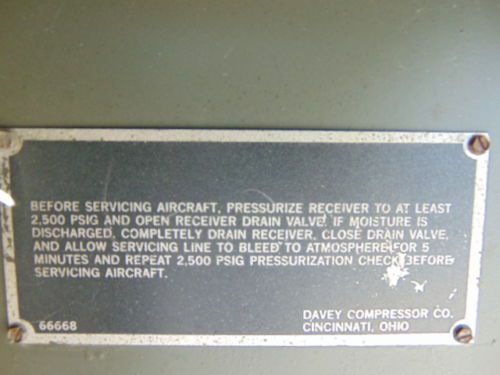 BEFORE SERVICING AIRCRAFT, PRESSURIZE RECEIVER TO AT LEAST
2,500 PSIG AND OPEN RECEIVER DRAIN VALVE. IF MOISTURE IS
DISCHARGED, COMPLETELY DRAIN RECEIVER, CLOSE DRAIN VALVE,
AND ALLOW SERVICING LINE TO BLEED TO ATMOSPHERE FOR 5
MINUTES AND REPEAT 2,500 PSIG PRESSURIZATION CHECK BEFORE
SERVICING AIRCRAFT.
DAVEY COMPRESSOR CO.
66668 CINCINNATI, OHIO